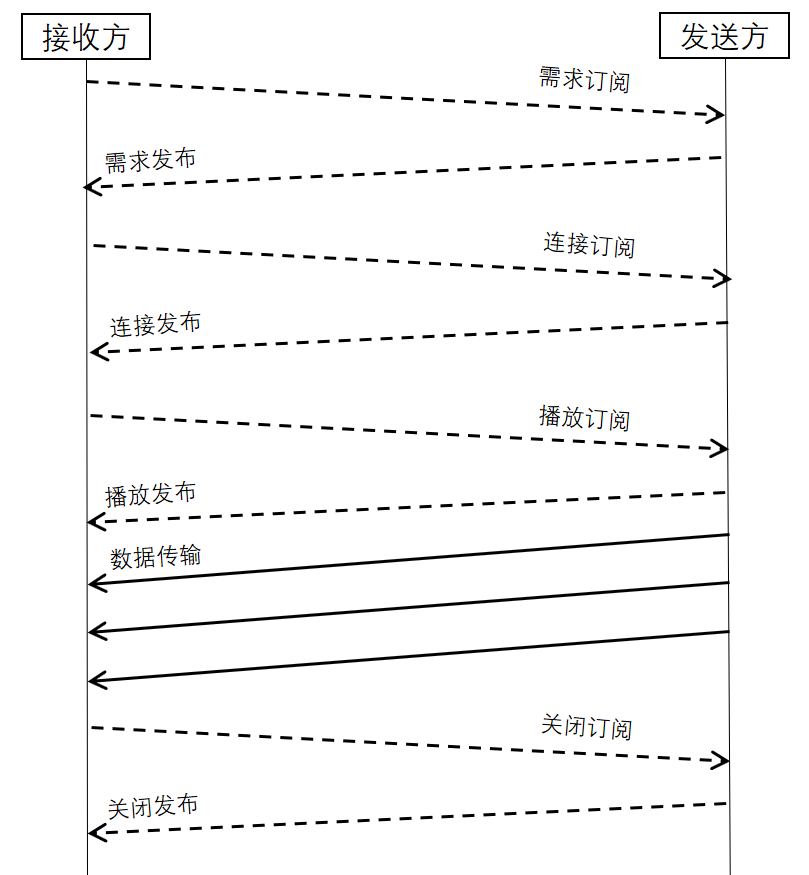 接收方
发送方
需求订阅
需求发布
连接订阅
连接发布
播放订阅
播放发布
数据传输
关闭订阅
关闭发布